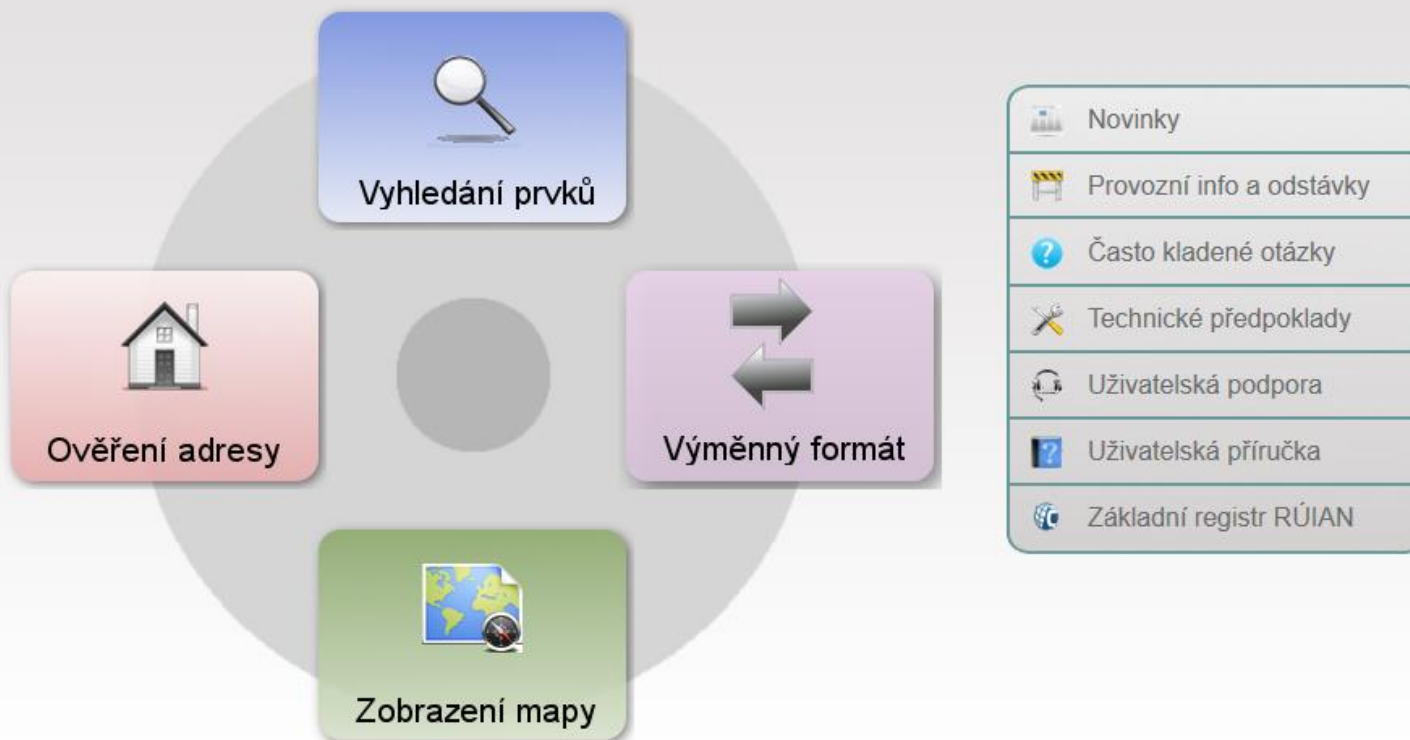 Vyhledání prvků
Ověření adresy
Výměnný formát
Zobrazení mapy
Novinky
Provozní info a odstávky
Často kladené otázky
Technické předpoklady
Uživatelská podpora
Uživatelská příručka
Základní registr RÚIAN